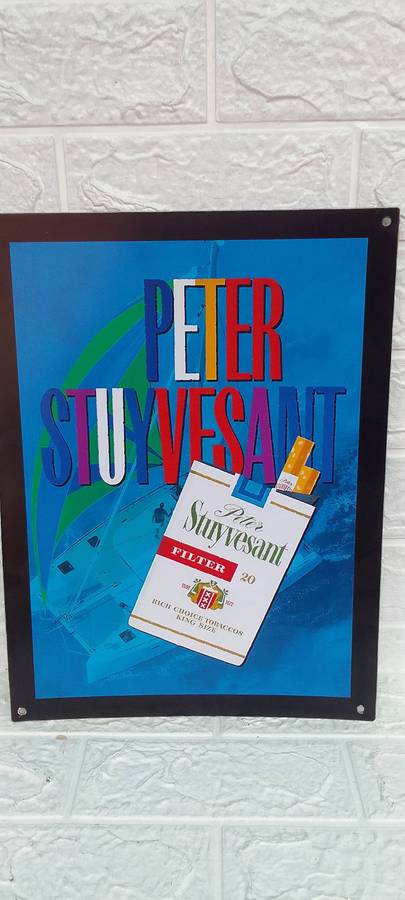 PETER
STUYVESANT
Peter
Stuyvesant
FILTER
20
RICH CHOICE TOBACCOS
KING SIZE